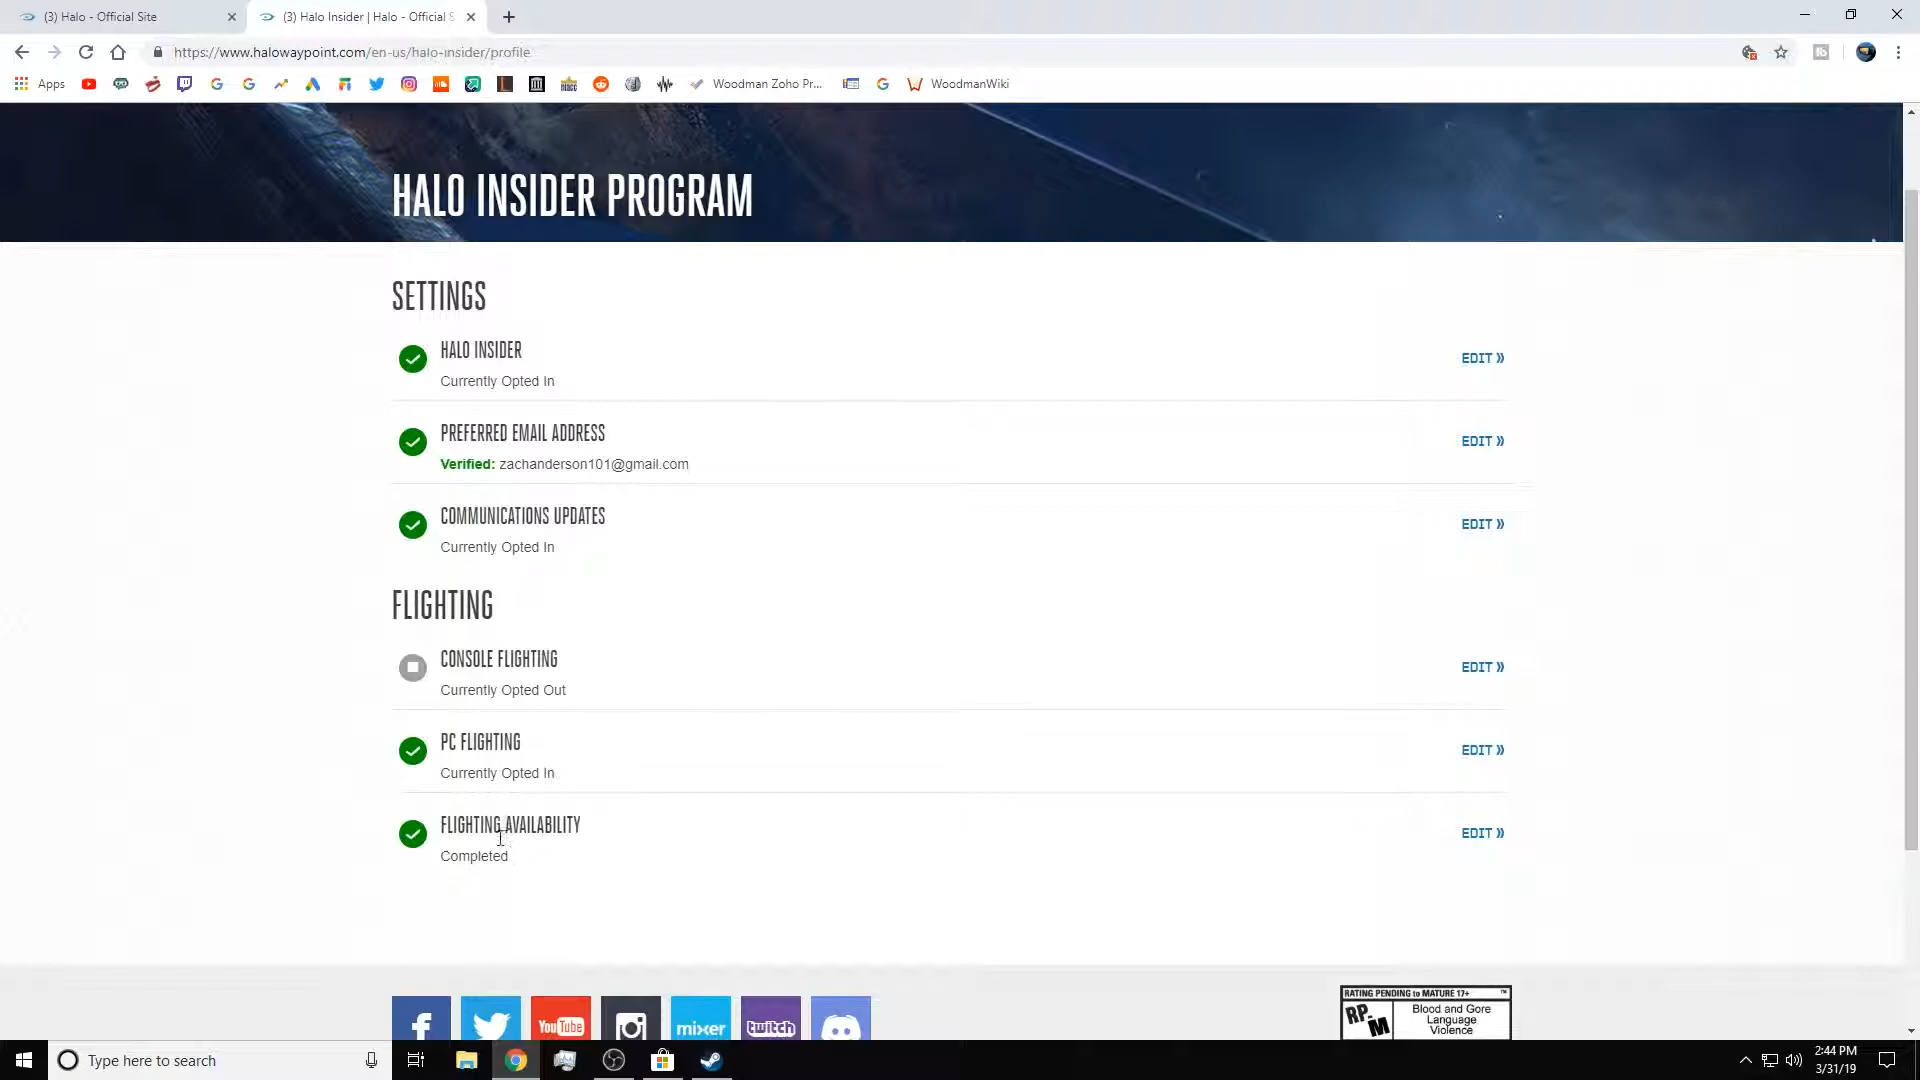 (3) Halo - Official Site
(3) Halo Insider | Halo - Official S
https://www.halowaypoint.com/en-us/halo-insider/profile
Apps
Woodman Zoho Pr...
WoodmanWiki
HALO INSIDER PROGRAM
SETTINGS
HALO INSIDER
EDIT »
Currently Opted In
PREFERRED EMAIL ADDRESS
EDIT »
Verified: zachanderson101@gmail.com
COMMUNICATIONS UPDATES
EDIT »
Currently Opted In
FLIGHTING
CONSOLE FLIGHTING
EDIT »
Currently Opted Out
PC FLIGHTING
EDIT »
Currently Opted In
FLIGHTING AVAILABILITY
EDIT »
Completed
YouTube
mixer
twitch
RATING PENDING to MATURE 17+
RP-M
Blood and Gore
Language
Violence
Type here to search
2:44 PM
3/31/19